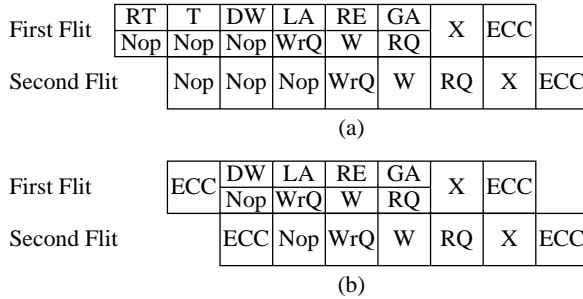 RT T DW LA RE GA
First Flit Nop Nop Nop WrQ W RQ X ECC
Second Flit Nop Nop Nop WrQ W RQ X ECC
(a)
DW LA RE GA
First Flit ECC Nop WrQ W RQ X ECC
Second Flit ECC Nop WrQ W RQ X ECC
(b)